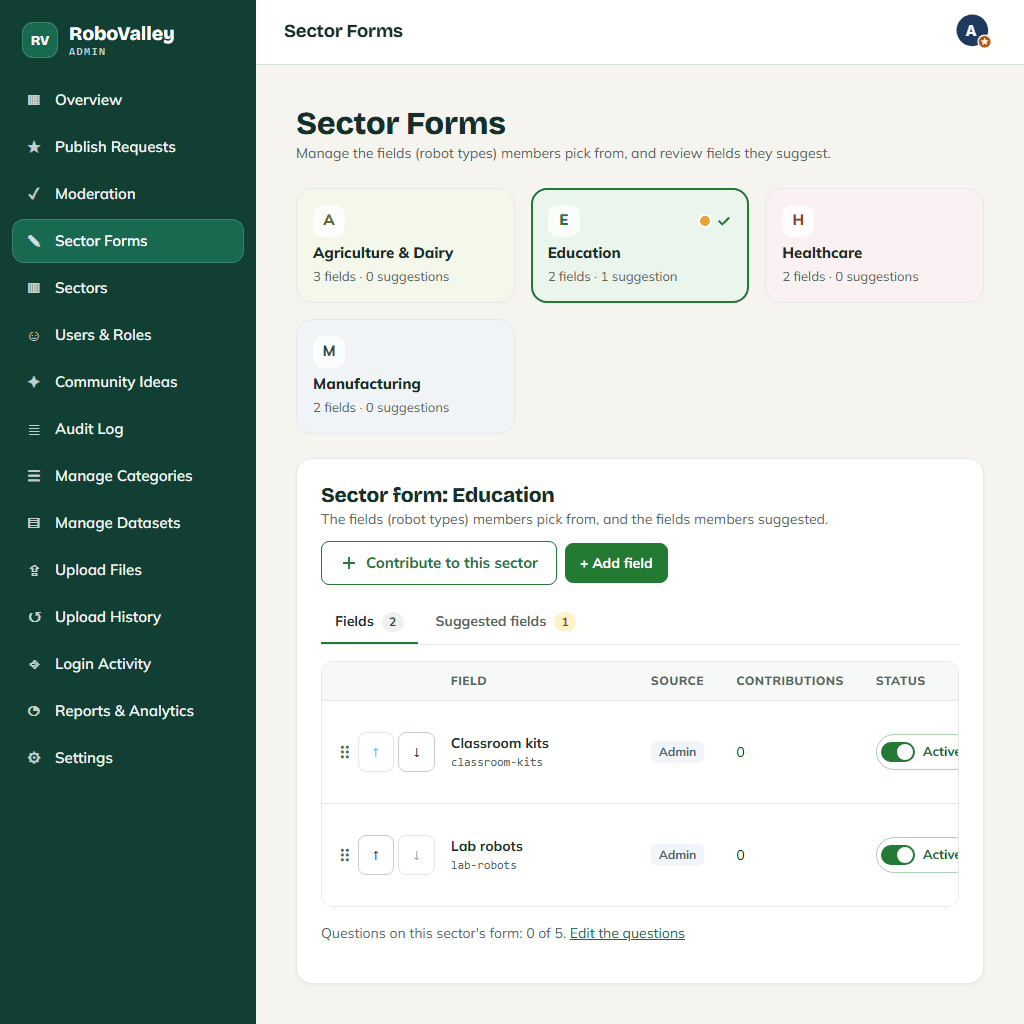 RV
RoboValley
ADMIN
Overview
Publish Requests
Moderation
Sector Forms
Sectors
Users & Roles
Community Ideas
Audit Log
Manage Categories
Manage Datasets
Upload Files
Upload History
Login Activity
Reports & Analytics
Settings
Sector Forms
A
Sector Forms
Manage the fields (robot types) members pick from, and review fields they suggest.
A
Agriculture & Dairy
3 fields · 0 suggestions
E
Education
2 fields · 1 suggestion
H
Healthcare
2 fields · 0 suggestions
M
Manufacturing
2 fields · 0 suggestions
Sector form: Education
The fields (robot types) members pick from, and the fields members suggested.
+ Contribute to this sector
+ Add field
Fields 2
Suggested fields 1
FIELD SOURCE CONTRIBUTIONS STATUS
↑ ↓ Classroom kits Admin 0 Active
classroom-kits
↑ ↓ Lab robots Admin 0 Active
lab-robots
Questions on this sector's form: 0 of 5. Edit the questions